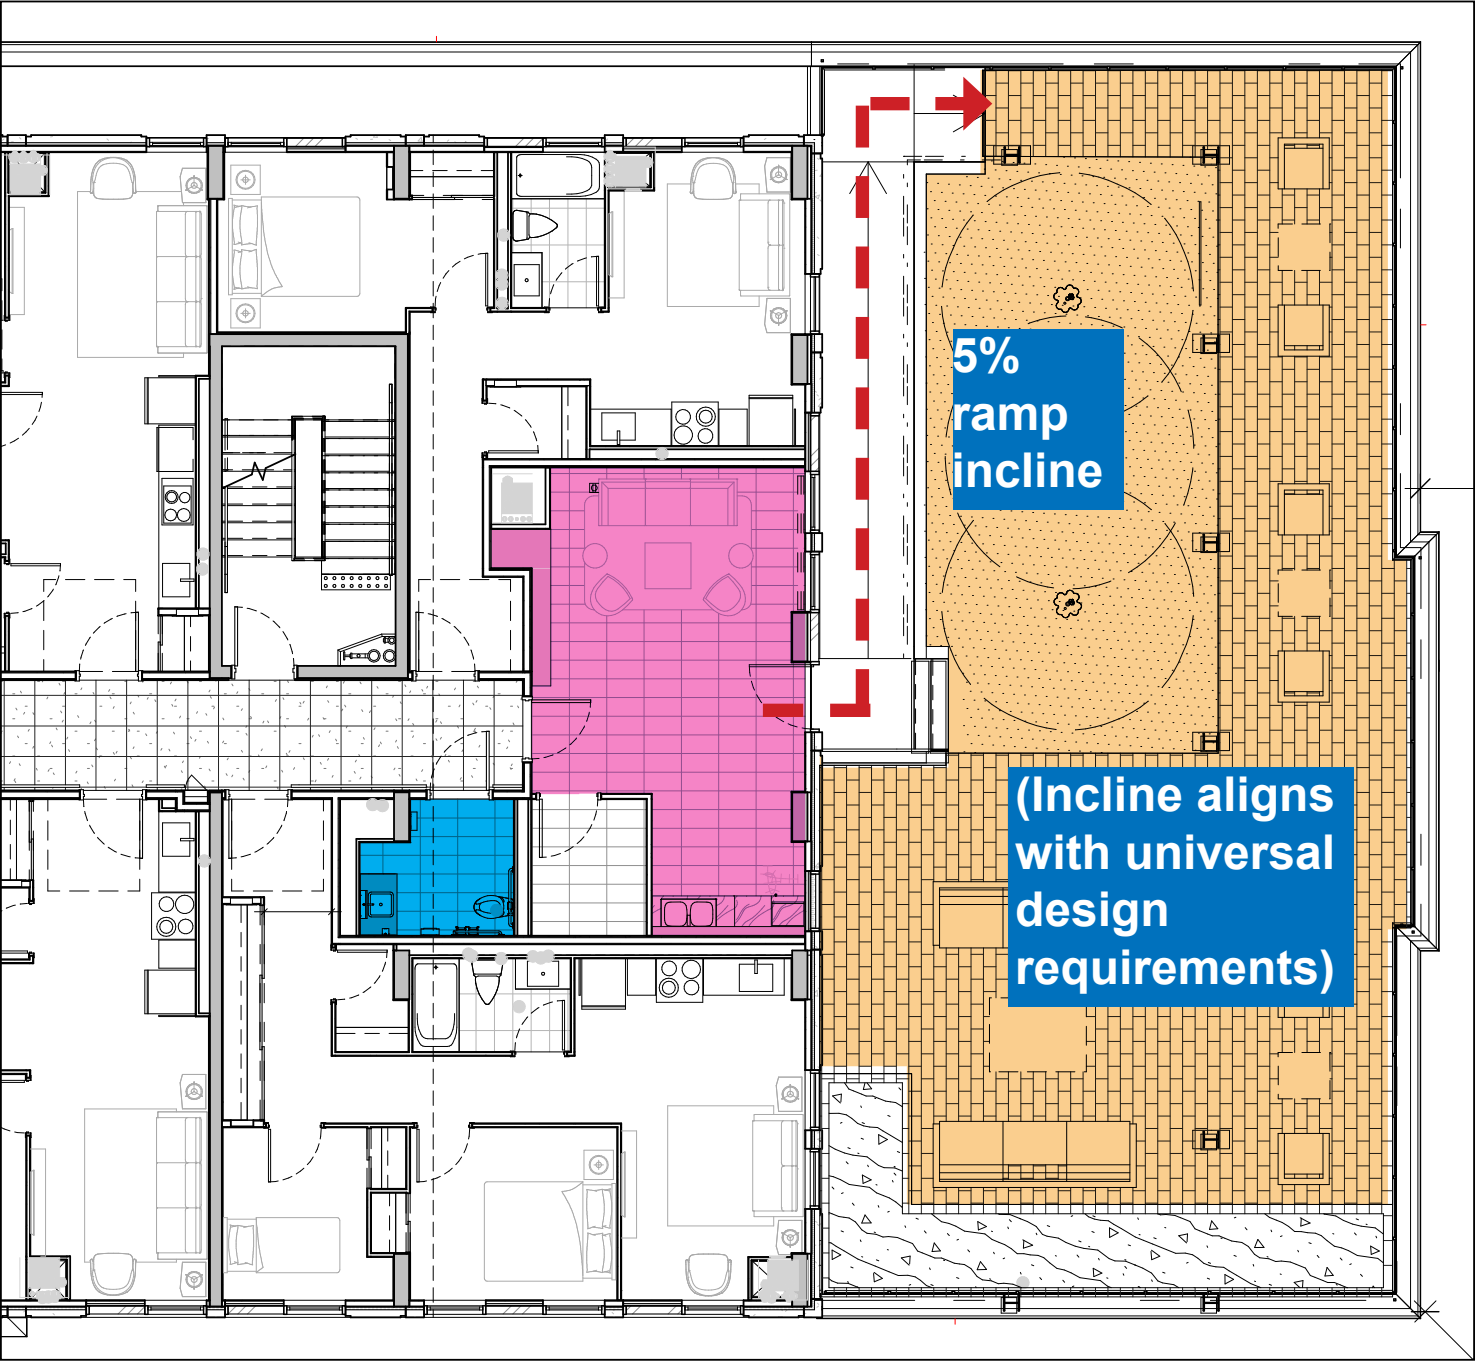 5%
ramp
incline
(Incline aligns
with universal
design
requirements)